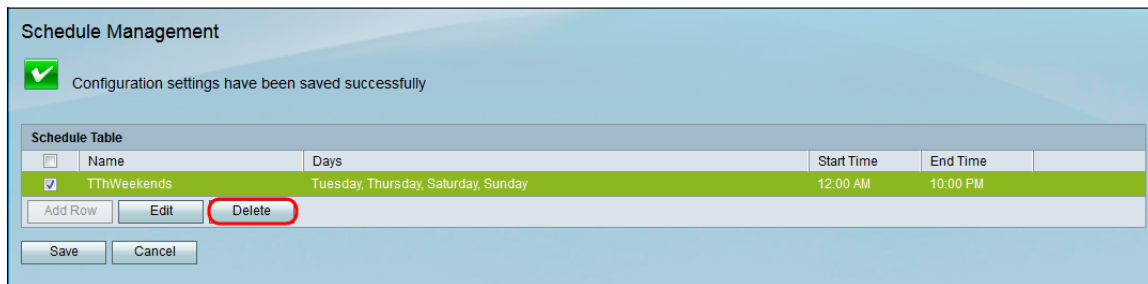 Schedule Management
Configuration settings have been saved successfully
Schedule Table
Name Days Start Time End Time
TThWeekends Tuesday, Thursday, Saturday, Sunday 12:00 AM 10:00 PM
Add Row Edit Delete
Save Cancel